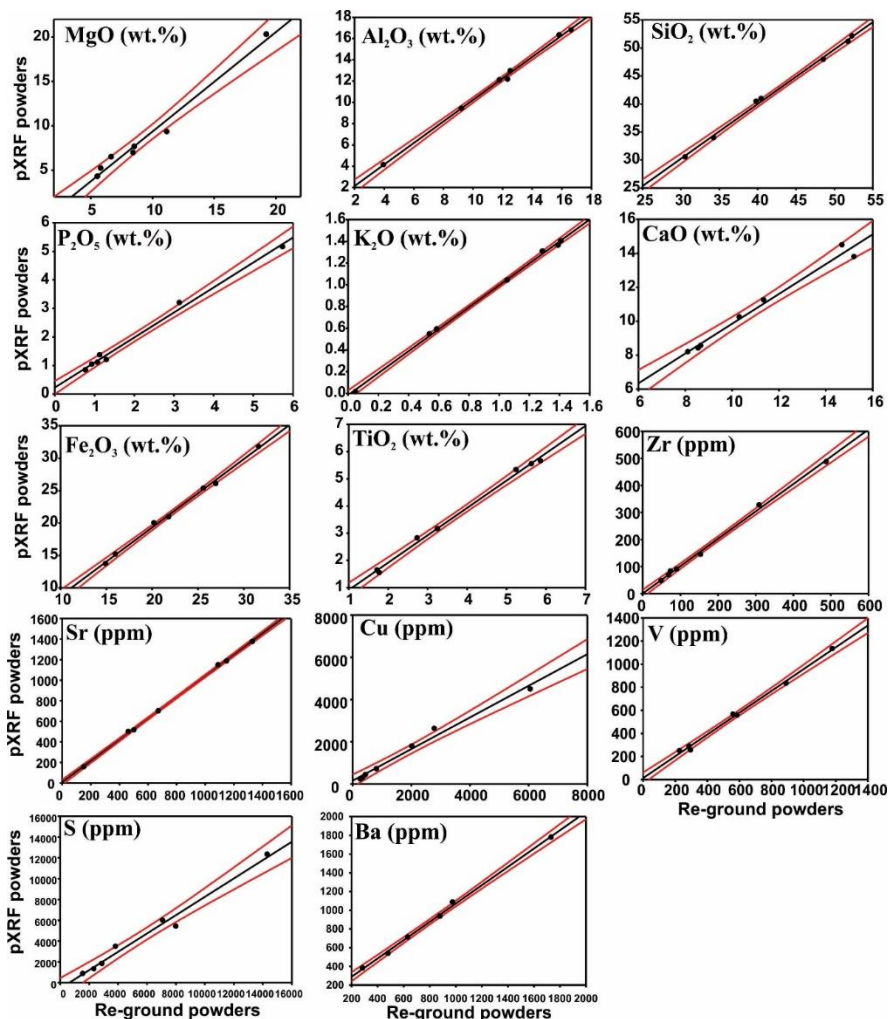 MgO (wt.%)
pXRF powders
20
15
10
5
5 10 15 20
Al₂O₃ (wt.%)
18
16
14
12
10
8
6
4
2
2 4 6 8 10 12 14 16 18
SiO₂ (wt.%)
55
50
45
40
35
30
25
25 30 35 40 45 50 55
P₂O₅ (wt.%)
pXRF powders
6
5
4
3
2
1
0
0 1 2 3 4 5 6
K₂O (wt.%)
1.6
1.4
1.2
1.0
0.8
0.6
0.4
0.2
0.0
0.0 0.2 0.4 0.6 0.8 1.0 1.2 1.4 1.6
CaO (wt.%)
16
14
12
10
8
6
6 8 10 12 14 16
Fe₂O₃ (wt.%)
pXRF powders
35
30
25
20
15
10
10 15 20 25 30 35
TiO₂ (wt.%)
7
6
5
4
3
2
1
1 2 3 4 5 6 7
Zr (ppm)
600
500
400
300
200
100
0
0 100 200 300 400 500 600
Sr (ppm)
pXRF powders
1600
1400
1200
1000
800
600
400
200
0
0 200 400 600 800 1000 1200 1400 1600
Cu (ppm)
8000
6000
4000
2000
0
0 2000 4000 6000 8000
V (ppm)
1400
1200
1000
800
600
400
200
0
0 200 400 600 800 1000 1200 1400
Re-ground powders
S (ppm)
pXRF powders
16000
14000
12000
10000
8000
6000
4000
2000
0
0 2000 4000 6000 8000 10000 12000 14000 16000
Re-ground powders
Ba (ppm)
2000
1800
1600
1400
1200
1000
800
600
400
200
200 400 600 800 1000 1200 1400 1600 1800 2000
Re-ground powders